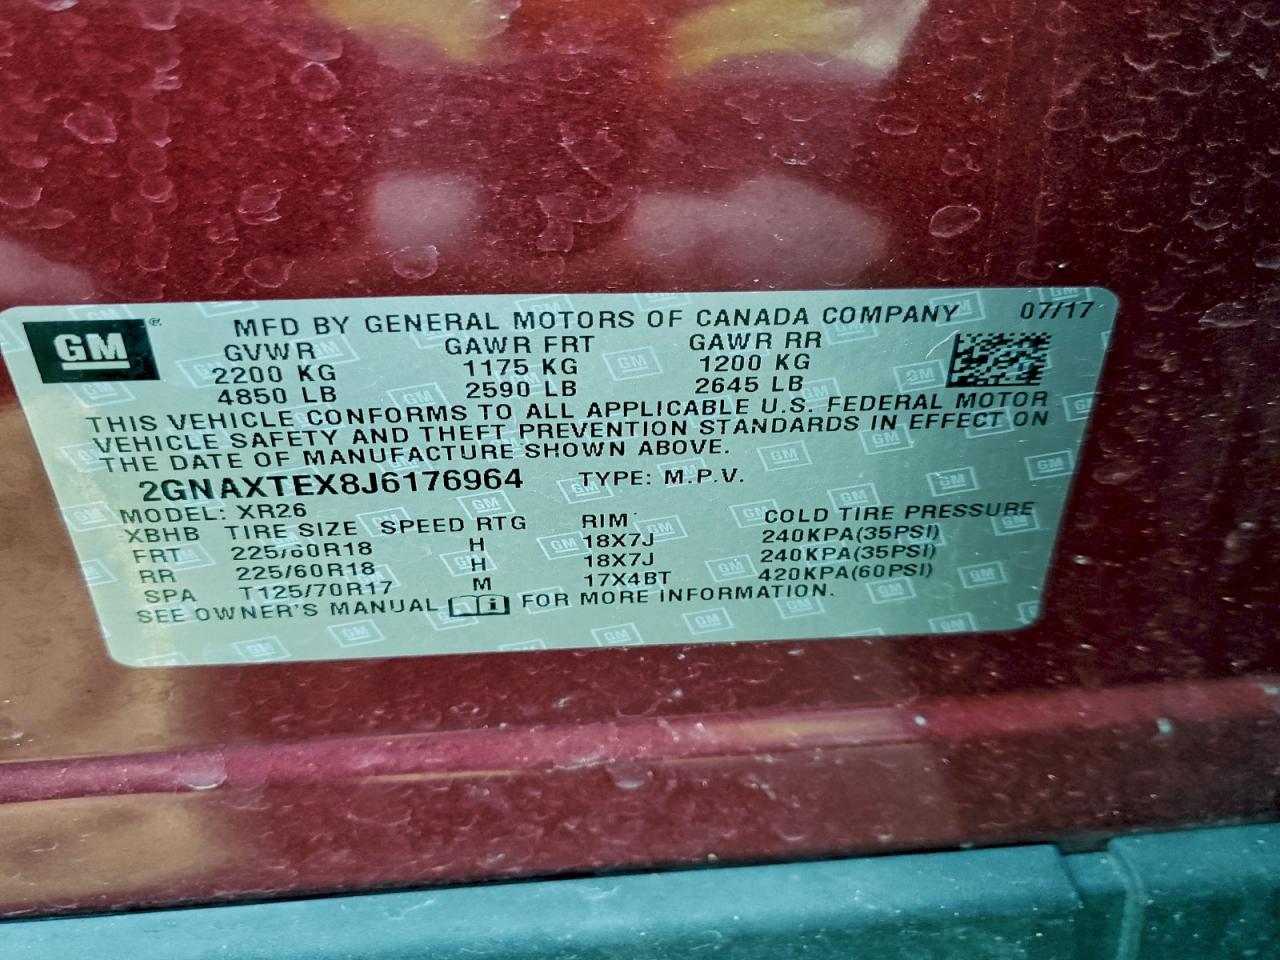 GM®
MFD BY GENERAL MOTORS OF CANADA COMPANY 07/17
GVWR GAWR FRT GAWR RR
2200 KG 1175 KG 1200 KG
4850 LB 2590 LB 2645 LB
THIS VEHICLE CONFORMS TO ALL APPLICABLE U.S. FEDERAL MOTOR
VEHICLE SAFETY AND THEFT PREVENTION STANDARDS IN EFFECT ON
THE DATE OF MANUFACTURE SHOWN ABOVE.
2GNAXTEX8J6176964 TYPE: M.P.V.
MODEL: XR26
XBHB TIRE SIZE SPEED RTG RIM COLD TIRE PRESSURE
FRT 225/60R18 H 18X7J 240KPA(35PSI)
RR 225/60R18 H 18X7J 240KPA(35PSI)
SPA T125/70R17 M 17X4BT 420KPA(60PSI)
SEE OWNER'S MANUAL FOR MORE INFORMATION.